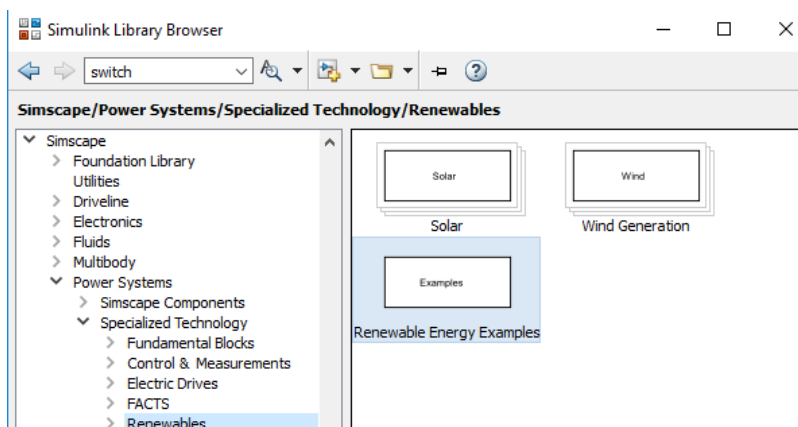 Simulink Library Browser
switch
Simscape/Power Systems/Specialized Technology/Renewables
Simscape
Foundation Library
Utilities
Driveline
Electronics
Fluids
Multibody
Power Systems
Simscape Components
Specialized Technology
Fundamental Blocks
Control & Measurements
Electric Drives
FACTS
Renewables
Solar
Solar
Wind
Wind Generation
Examples
Renewable Energy Examples